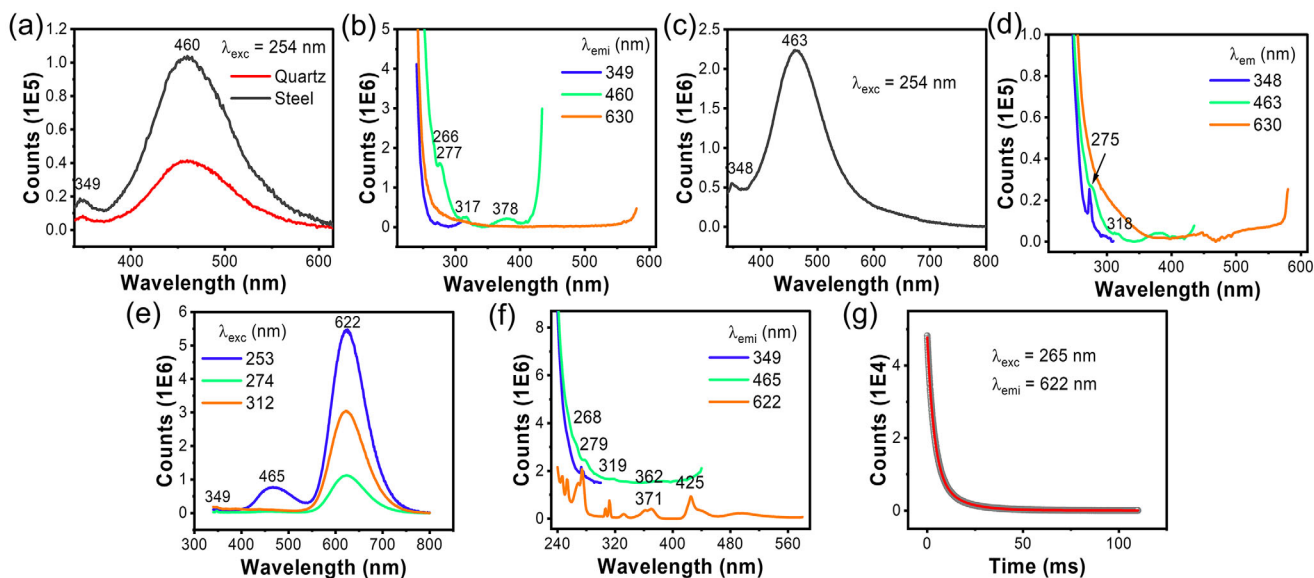 (a)
Counts (1E5)
1.2
1.0
0.8
0.6
0.4
0.2
0.0
460
349
λexc = 254 nm
Quartz
Steel
400 500 600
Wavelength (nm)
(b)
Counts (1E6)
5
4
3
2
1
0
λemi (nm)
349
460
630
266
277
317
378
300 400 500 600
Wavelength (nm)
(c)
Counts (1E6)
2.5
2.0
1.5
1.0
0.5
0.0
463
348
λexc = 254 nm
400 500 600 700 800
Wavelength (nm)
(d)
Counts (1E5)
1.0
0.8
0.6
0.4
0.2
0.0
λem (nm)
348
463
630
275
318
300 400 500 600
Wavelength (nm)
(e)
Counts (1E6)
6
5
4
3
2
1
0
λexc (nm)
253
274
312
622
465
349
300 400 500 600 700 800
Wavelength (nm)
(f)
Counts (1E6)
8
6
4
2
0
λemi (nm)
349
465
622
268
279
319
362
371
425
240 320 400 480 560
Wavelength (nm)
(g)
Counts (1E4)
4
2
0
λexc = 265 nm
λemi = 622 nm
0 50 100
Time (ms)